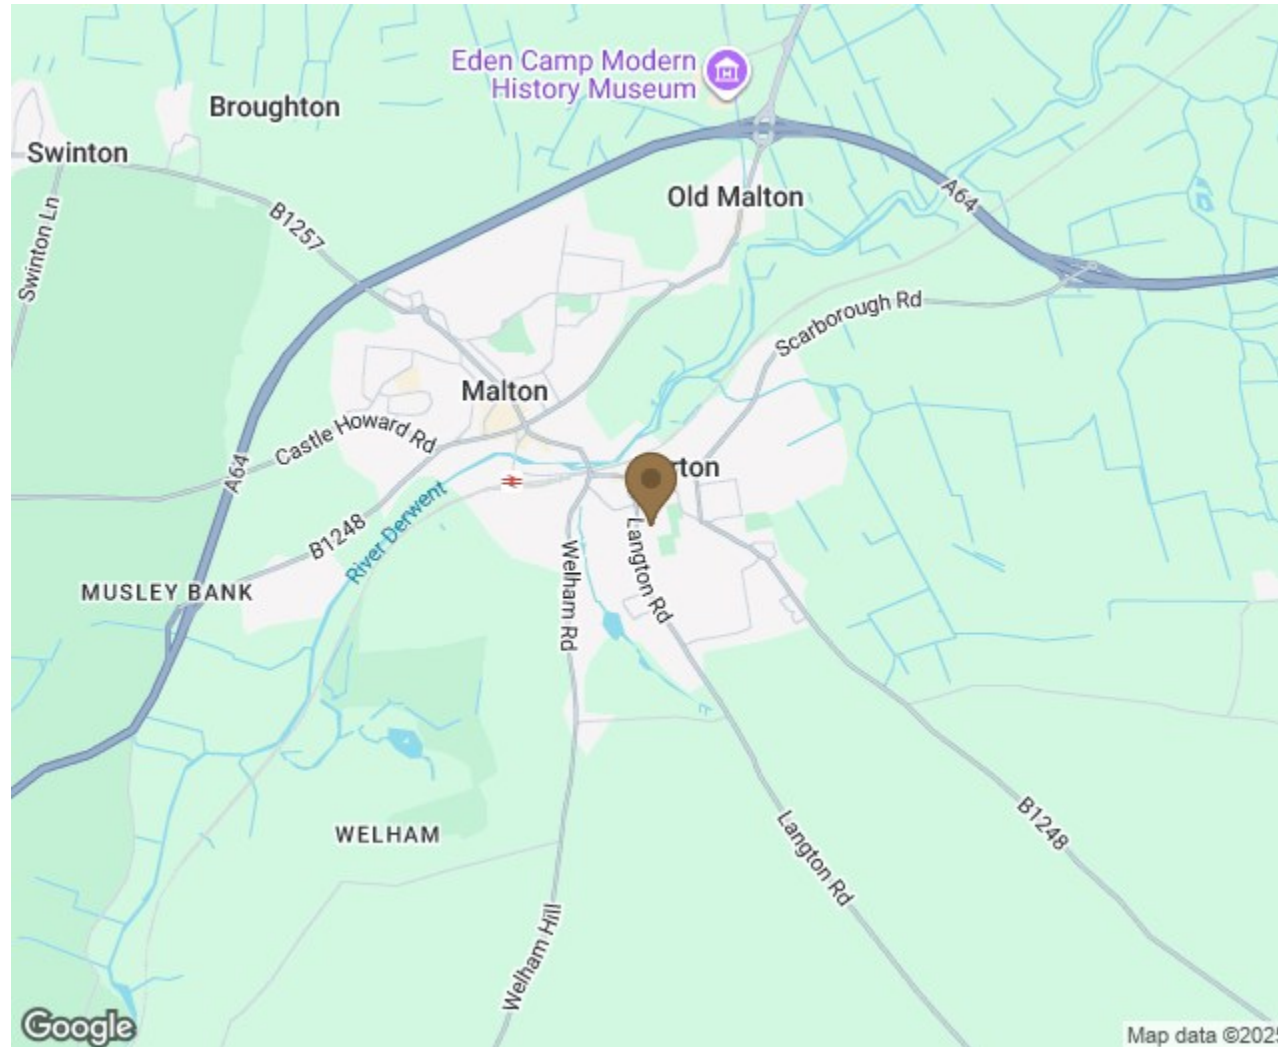 Eden Camp Modern
History Museum
Broughton
Swinton
Old Malton
A64
B1257
Swinton Ln
Scarborough Rd
Malton
Castle Howard Rd
A64
rton
B1248
River Derwent
Langton Rd
Welham Rd
MUSLEY BANK
WELHAM
Langton Rd
B1248
Welham Hill
Google
Map data ©2025